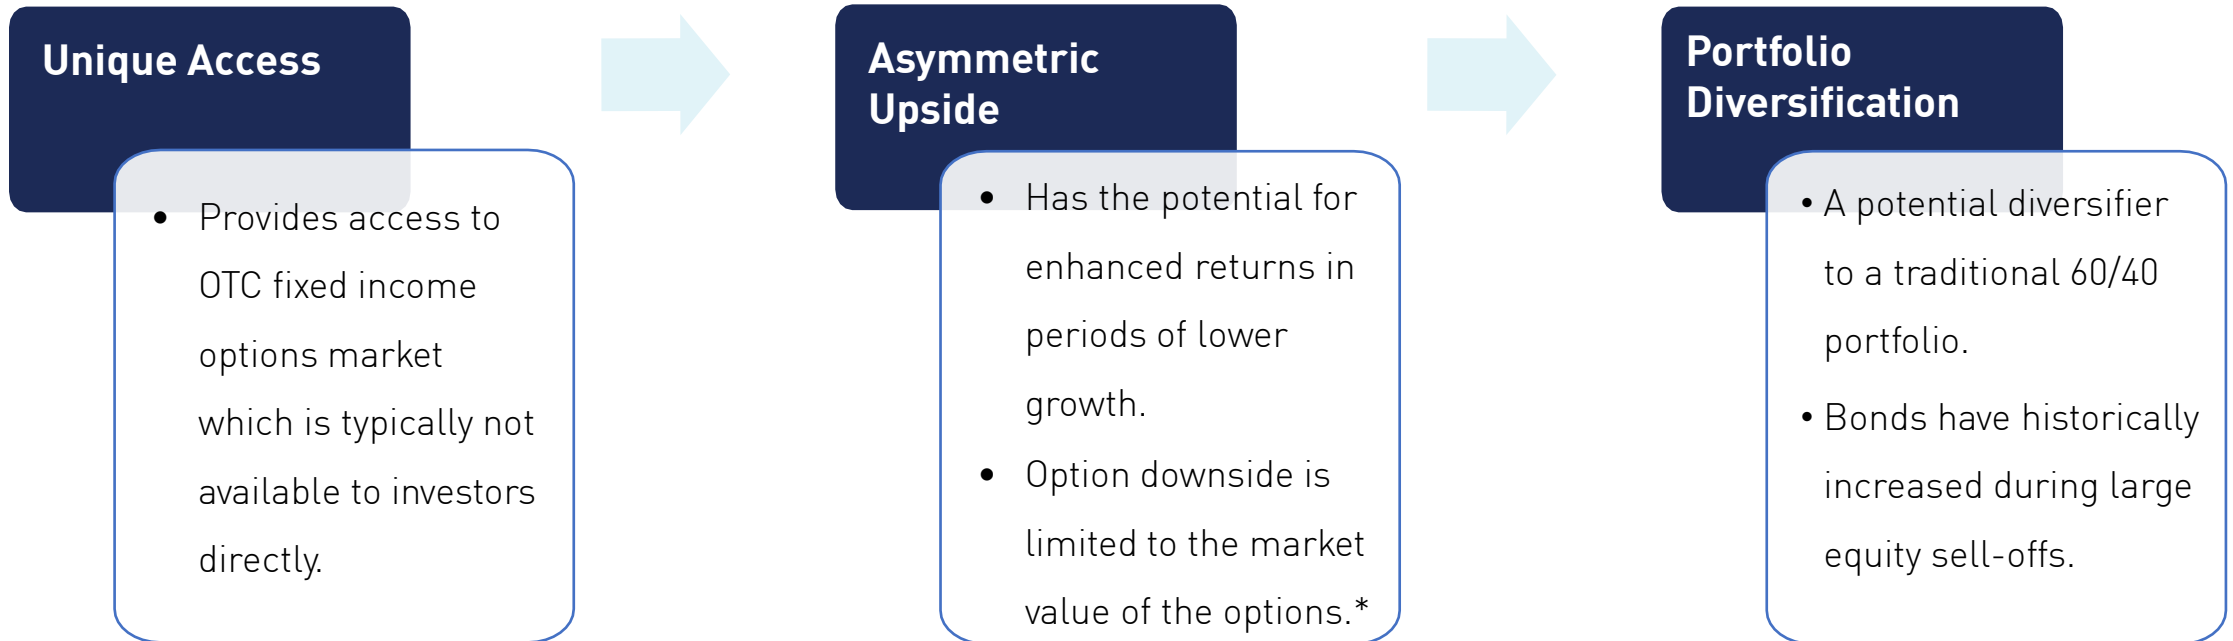 Unique Access
• Provides access to
OTC fixed income
options market
which is typically not
available to investors
directly.
Asymmetric
Upside
• Has the potential for
enhanced returns in
periods of lower
growth.
• Option downside is
limited to the market
value of the options.*
Portfolio
Diversification
• A potential diversifier
to a traditional 60/40
portfolio.
• Bonds have historically
increased during large
equity sell-offs.